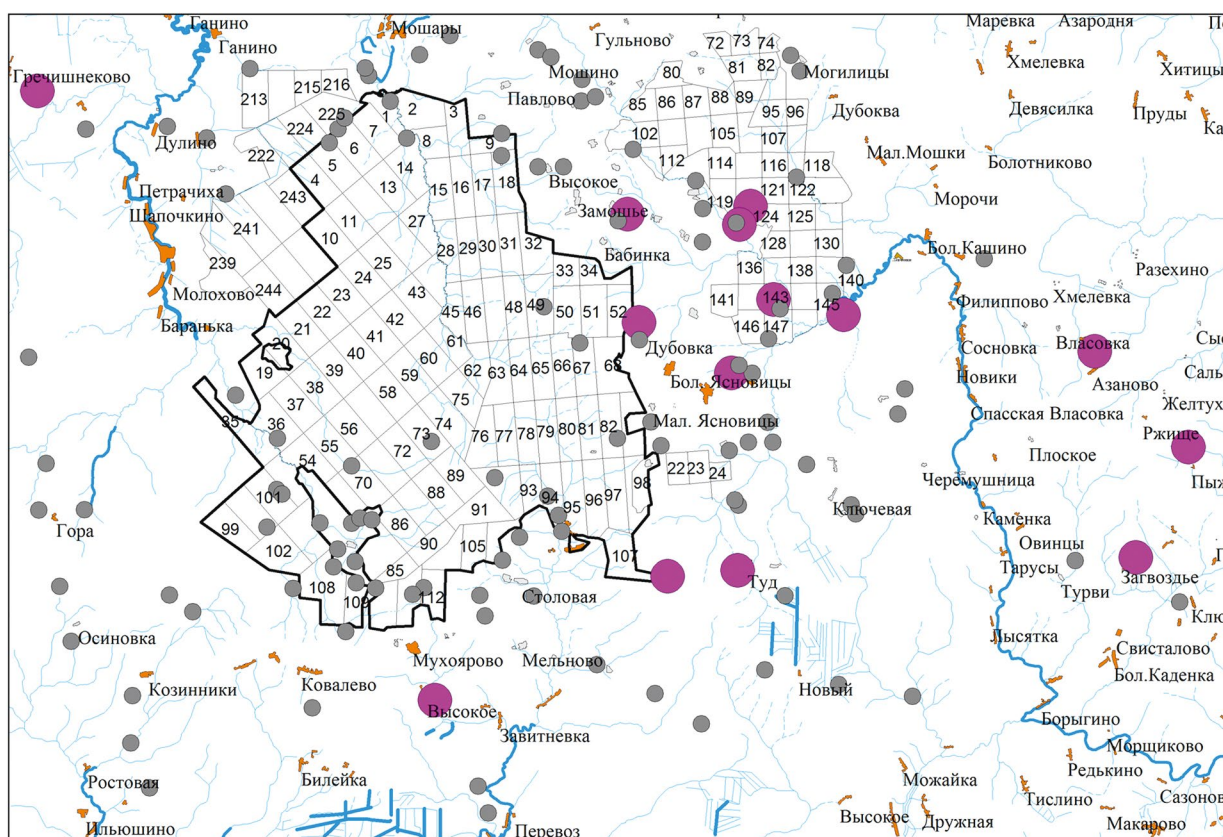 Ганино
Мошары
Гульново
Маревка
Азародня
Ганино
72 73 74
Хмелевка
Хитицы
Гречишнеково
215 216
213
Мошино
80
81 82
Могилицы
Павлово
85 86 87 88 89
Дубоква
Девясилка
Пруды
1 2 3
225
224
7
95 96
Дулино
6
8
9
102
105
107
222
5
14
112
114
116 118
Мал.Мошки
Болотниково
Петрачиха
243
4
13
15 16 17 18
Высокое
121 122
Морочи
Шапочкино
241
11
27
Замошье
119
124 125
10
28 29 30 31 32
Бабинка
128 130
Бол.Кашино
239
25
24
33 34
136 138
140
Разехино
Молохово
244
23
43
141
143
145
Филиппово
Хмелевка
Баранька
22
42
45 46 48 49 50 51 52
21
41
61
146 147
20
40
60
Дубовка
Сосновка
Власовка
19
39
59
62 63 64 65 66 67 68
Бол. Ясновицы
Новики
Азаново
38
58
37
75
Спасская Власовка
35
36
56
74
73
76 77 78 79 80 81 82
Мал. Ясновицы
Ржище
55
72
54
22 23 24
Плоское
70
89
98
Черёмушница
101
88
93 94 95 96 97
Ключевая
Гора
99
86
91
Каменка
102
90
105
107
Овинцы
85
Тарусы
Загвоздье
108
109
112
Столовая
Туд
Турви
Осиновка
Лысятка
Мухоярово
Мельново
Свисталово
Козинники
Ковалево
Новый
Бол.Каденка
Высокое
Борыгино
Завитневка
Морщиково
Ростовая
Билейка
Можайка
Редькино
Тислино
Ильюшино
Перевоз
Высокое
Дружная
Макарово